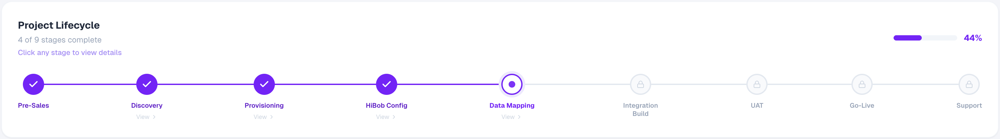 Project Lifecycle
4 of 9 stages complete
Click any stage to view details
44%
Pre-Sales
Discovery
View >
Provisioning
View >
HiBob Config
View >
Data Mapping
View >
Integration
Build
UAT
Go-Live
Support